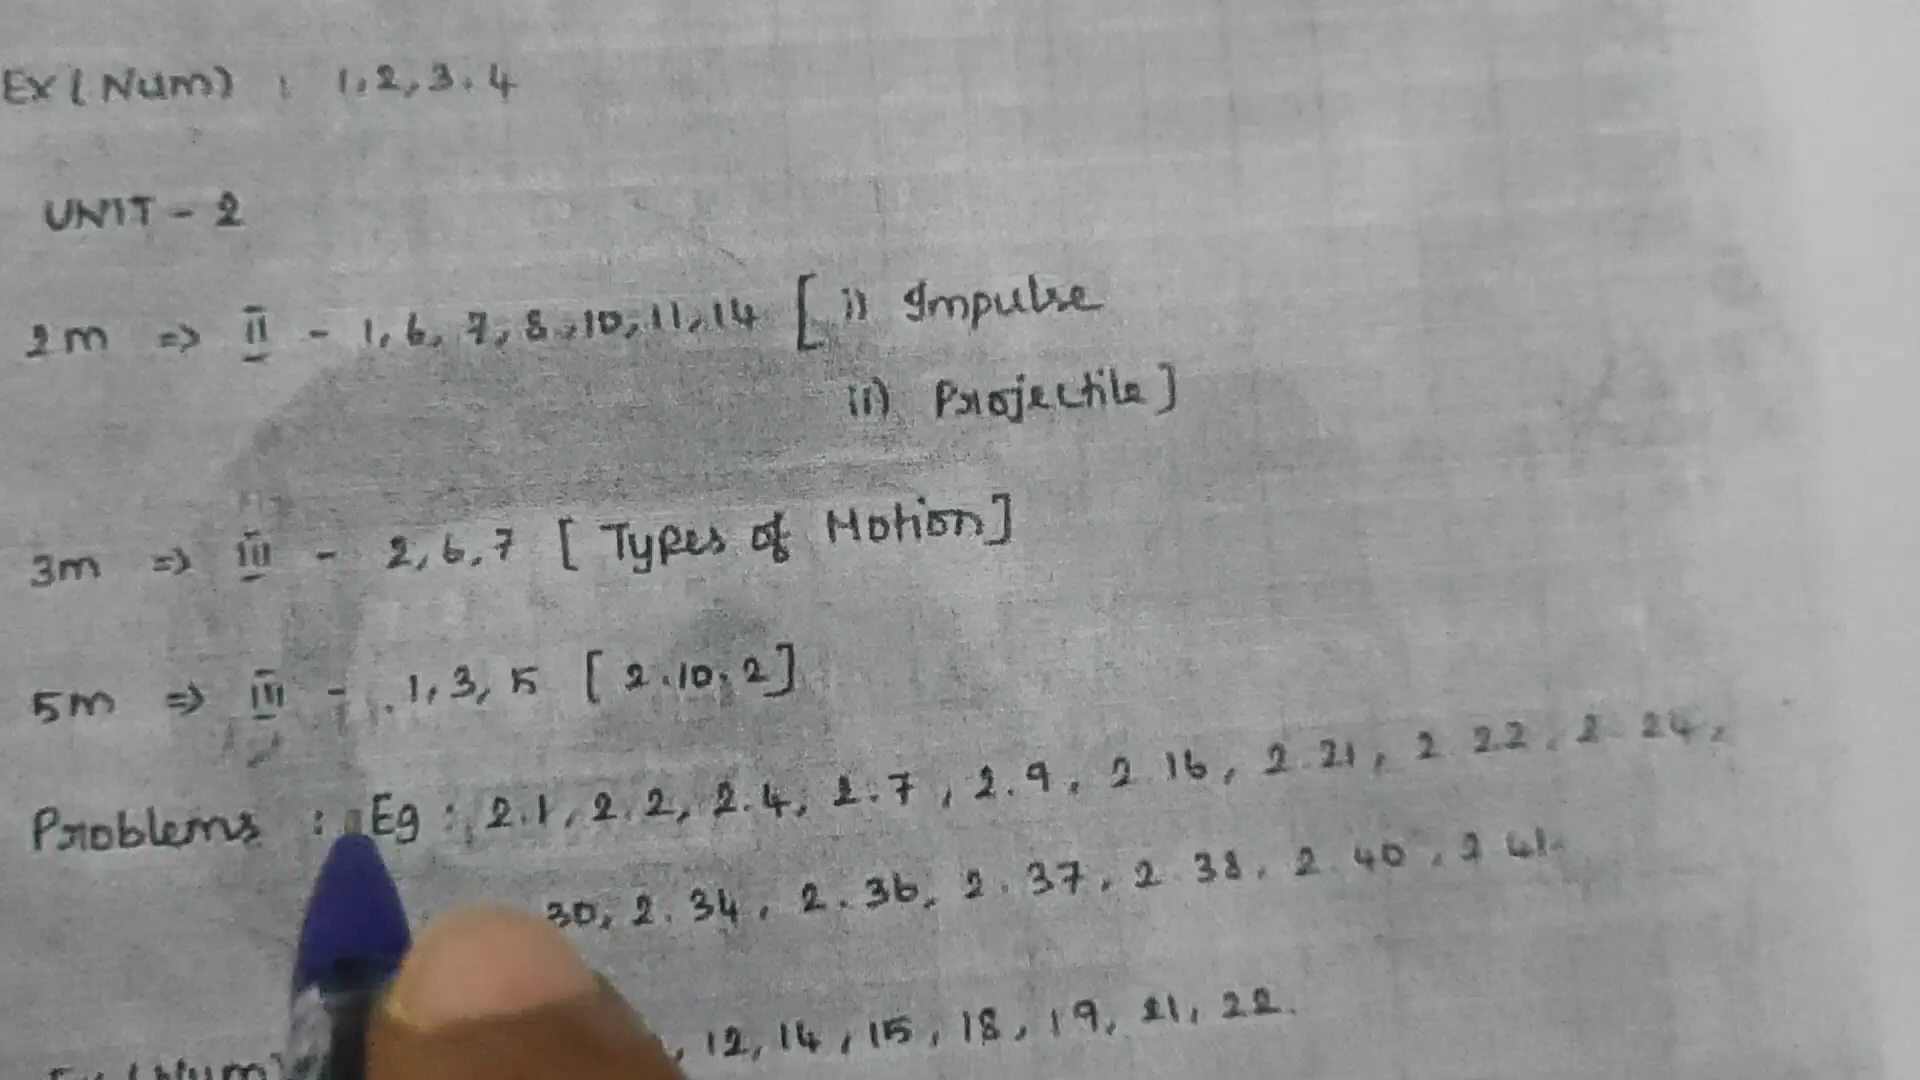 Ex (Num) : 1,2,3.4
UNIT - 2
2m => II - 1,6,7,8,10,11,14 [ i) Impulse
ii) Projectile]
3m => III - 2,6,7 [ Types of Motion]
5m => III - 1,3,5 [ 2.10.2]
Problems : Eg : 2.1, 2.2, 2.4, 2.7, 2.9, 2.16, 2.21, 2.22, 2.24,
30, 2.34, 2.36, 2.37, 2.38, 2.40, 2.41.
Ex (Num) , 12, 14, 15, 18, 19, 21, 22.